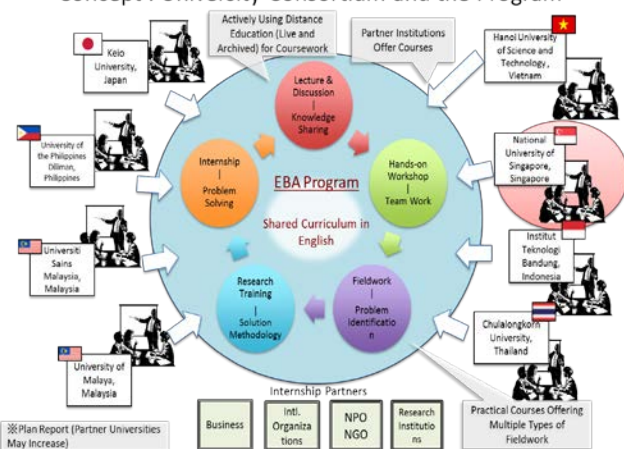 Concept : University Consortium and the Program
Actively Using Distance
Education (Live and
Archived) for Coursework
Partner Institutions
Offer Courses
Keio
University,
Japan
Hanoi University
of Science and
Technology,
Vietnam
University of
the Philippines
Diliman,
Philippines
National
University of
Singapore,
Singapore
Universiti
Sains
Malaysia,
Malaysia
Institut
Teknologi
Bandung,
Indonesia
University of
Malaya,
Malaysia
Chulalongkorn
University,
Thailand
Lecture &
Discussion
|
Knowledge
Sharing
Internship
|
Problem
Solving
Hands-on
Workshop
|
Team Work
EBA Program
Shared Curriculum in
English
Research
Training
|
Solution
Methodology
Fieldwork
|
Problem
Identificatio
n
Internship Partners
Business
Intl.
Organiza
tions
NPO
NGO
Research
Institutio
ns
Practical Courses Offering
Multiple Types of
Fieldwork
※Plan Report (Partner Universities
May Increase)